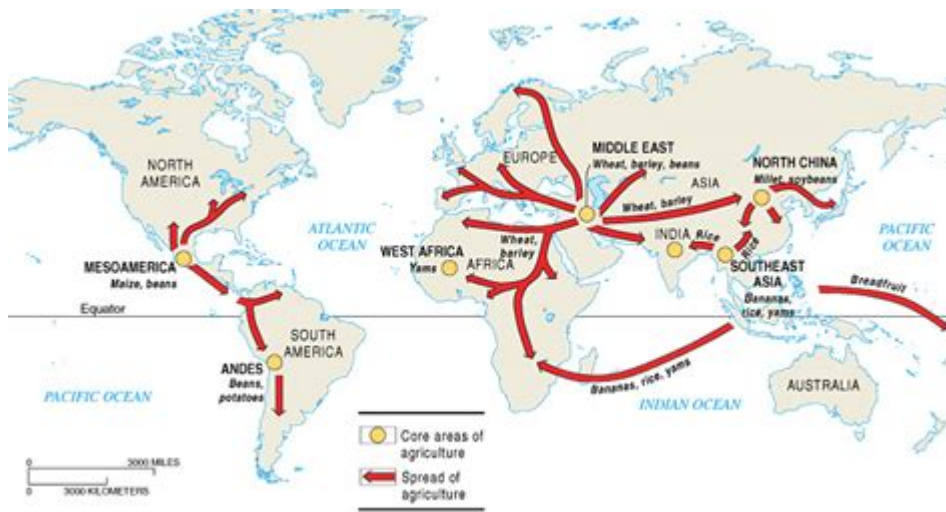 NORTH
AMERICA
ATLANTIC
OCEAN
MESOAMERICA
Maize, beans
Equator
SOUTH
AMERICA
ANDES
Beans,
potatoes
PACIFIC OCEAN
0 3000 MILES
0 3000 KILOMETERS
EUROPE
MIDDLE EAST
Wheat, barley, beans
ASIA
NORTH CHINA
Millet, soybeans
Wheat, barley
Wheat,
barley
WEST AFRICA
Yams
AFRICA
INDIA
Rice
Rice
SOUTHEAST
ASIA
Bananas,
rice, yams
PACIFIC
OCEAN
Breadfruit
Bananas, rice, yams
INDIAN OCEAN
AUSTRALIA
Core areas of
agriculture
Spread of
agriculture